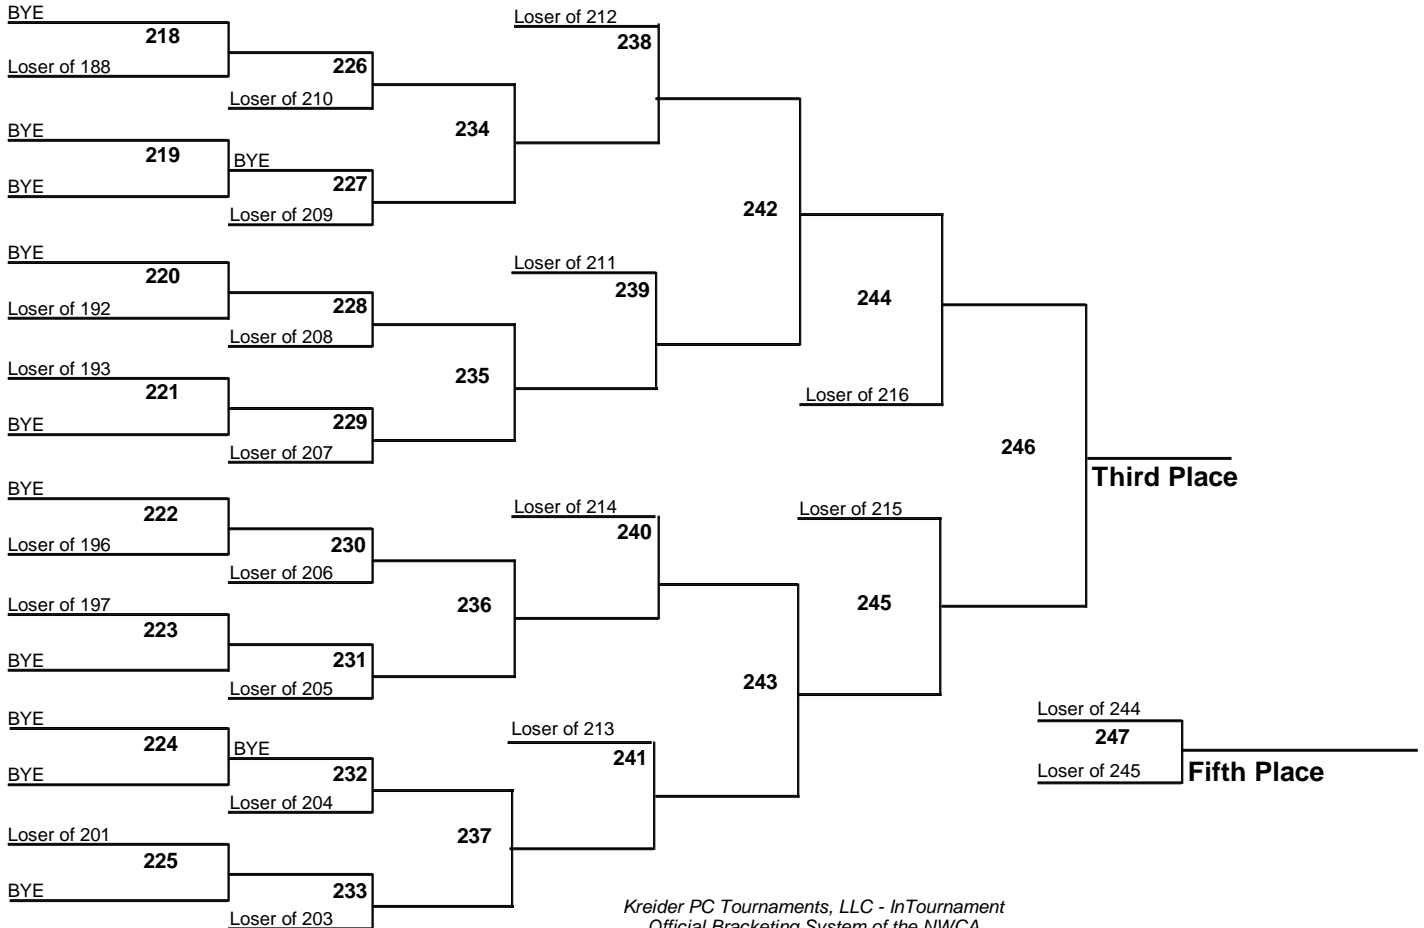 BYE
218
Loser of 188
226
Loser of 210
BYE
219
BYE
BYE
227
Loser of 209
234
BYE
220
Loser of 192
228
Loser of 208
Loser of 193
221
BYE
229
Loser of 207
235
Loser of 212
238
Loser of 211
239
242
244
Loser of 216
BYE
222
Loser of 196
230
Loser of 206
Loser of 197
223
BYE
231
Loser of 205
236
BYE
224
BYE
BYE
232
Loser of 204
Loser of 201
225
BYE
233
Loser of 203
237
Loser of 214
240
Loser of 213
241
243
Loser of 215
245
246
Third Place
Loser of 244
247
Loser of 245
Fifth Place
Kreider PC Tournaments, LLC - InTournament
Official Bracketing System of the NWCA